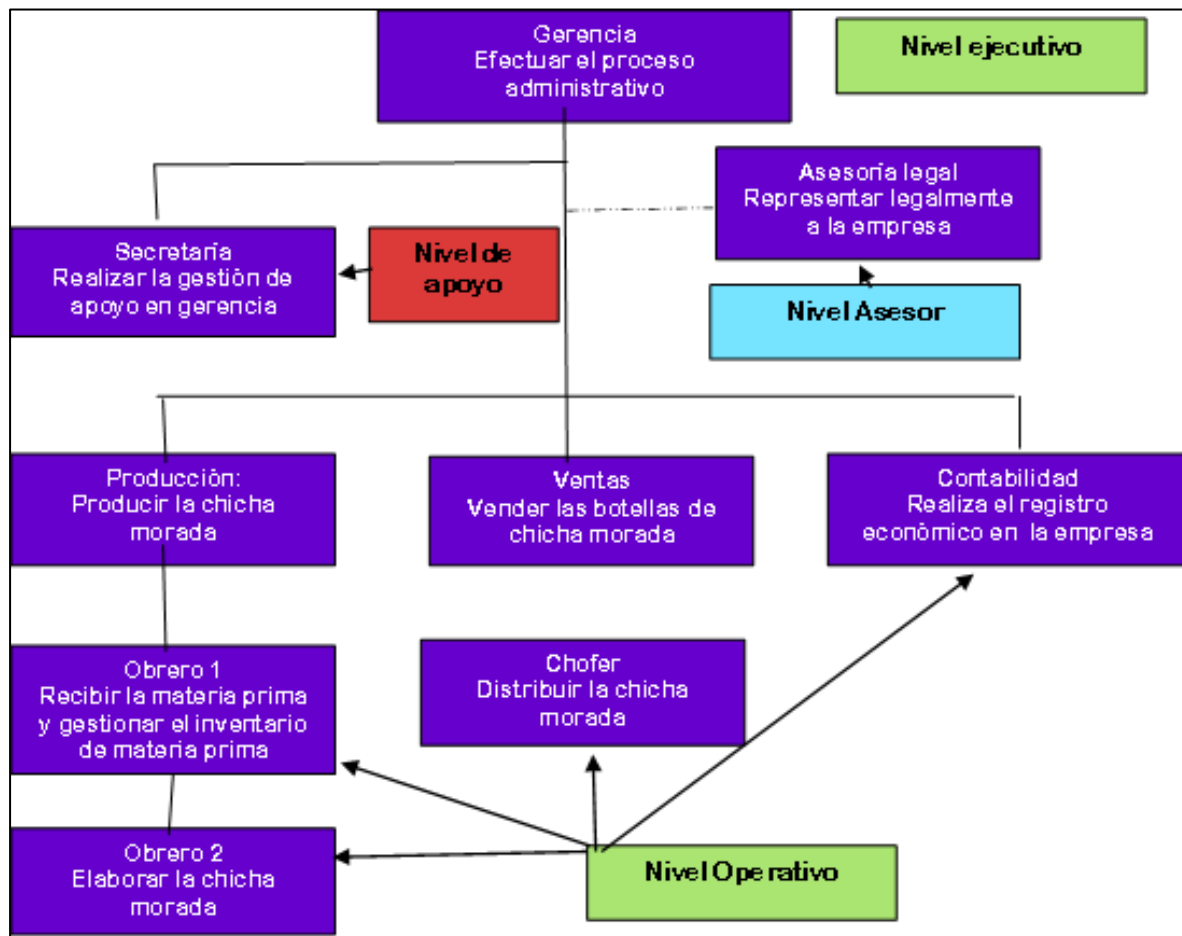 Gerencia
Efectuar el proceso
administrativo
Nivel ejecutivo
Asesoría legal
Representar legalmente
a la empresa
Secretaría
Realizar la gestión de
apoyo en gerencia
Nivel de
apoyo
Nivel Asesor
Producción:
Producir la chicha
morada
Ventas
Vender las botellas de
chicha morada
Contabilidad
Realiza el registro
económico en la empresa
Obrero 1
Recibir la materia prima
y gestionar el inventario
de materia prima
Chofer
Distribuir la chicha
morada
Obrero 2
Elaborar la chicha
morada
Nivel Operativo